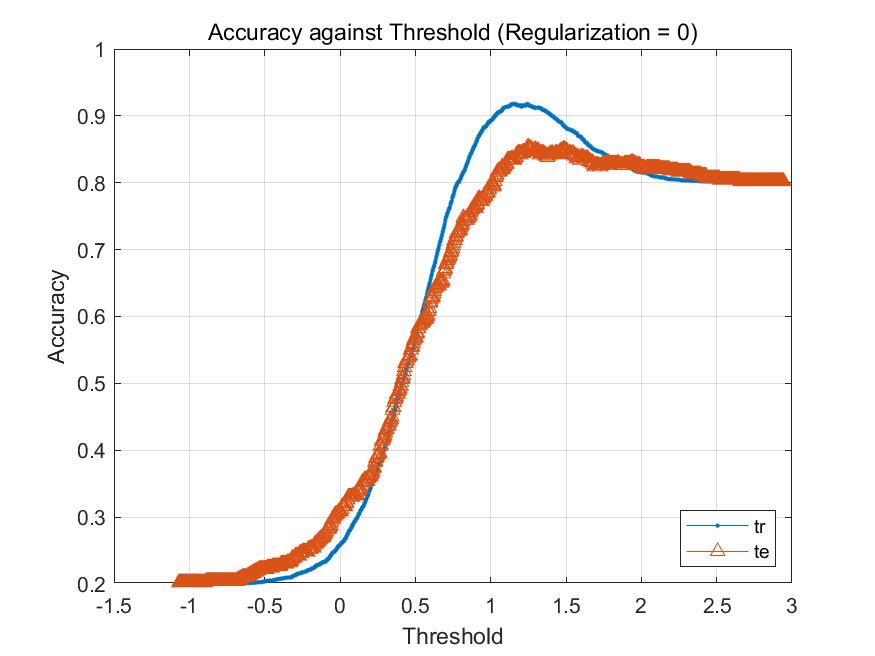 Accuracy against Threshold (Regularization = 0)
1
0.9
0.8
0.7
0.6
0.5
0.4
0.3
0.2
Accuracy
-1.5 -1 -0.5 0 0.5 1 1.5 2 2.5 3
Threshold
tr
te